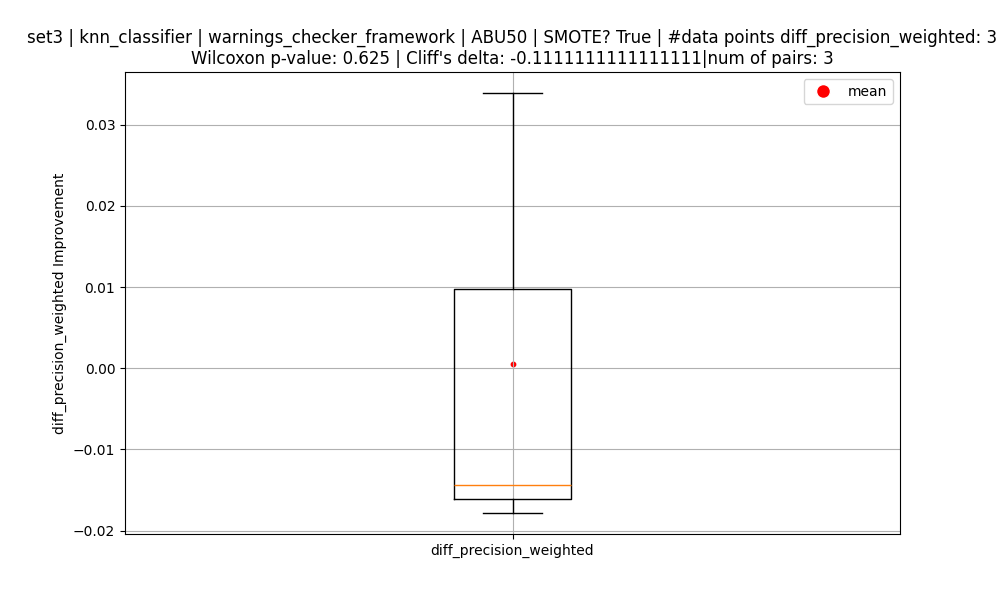 set3 | knn_classifier | warnings_checker_framework | ABU50 | SMOTE? True | #data points diff_precision_weighted: 3
Wilcoxon p-value: 0.625 | Cliff's delta: -0.1111111111111111|num of pairs: 3
mean
0.03
0.02
0.01
0.00
−0.01
−0.02
diff_precision_weighted Improvement
diff_precision_weighted